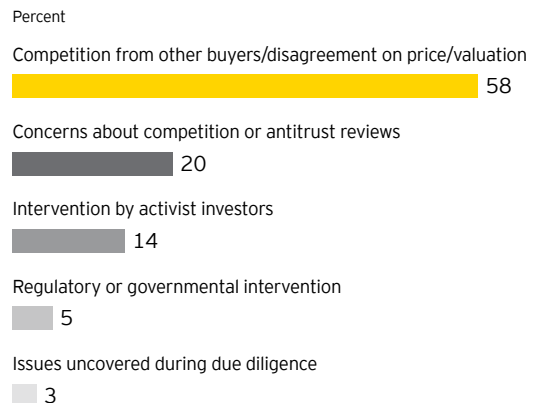 Percent
Competition from other buyers/disagreement on price/valuation
58
Concerns about competition or antitrust reviews
20
Intervention by activist investors
14
Regulatory or governmental intervention
5
Issues uncovered during due diligence
3